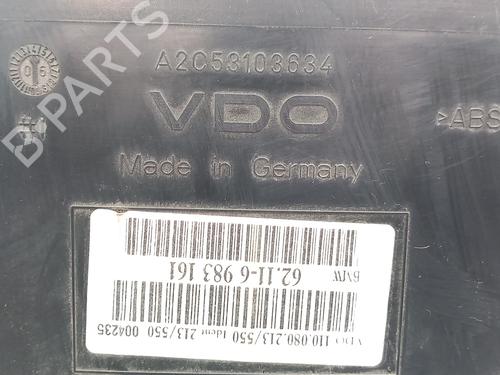 A2C53103634
VDO
Made in Germany
>ABS
B-PARTS
BMW
62.11-6 983 161
VDO 110.080.213/550 Ident 213/550 004235